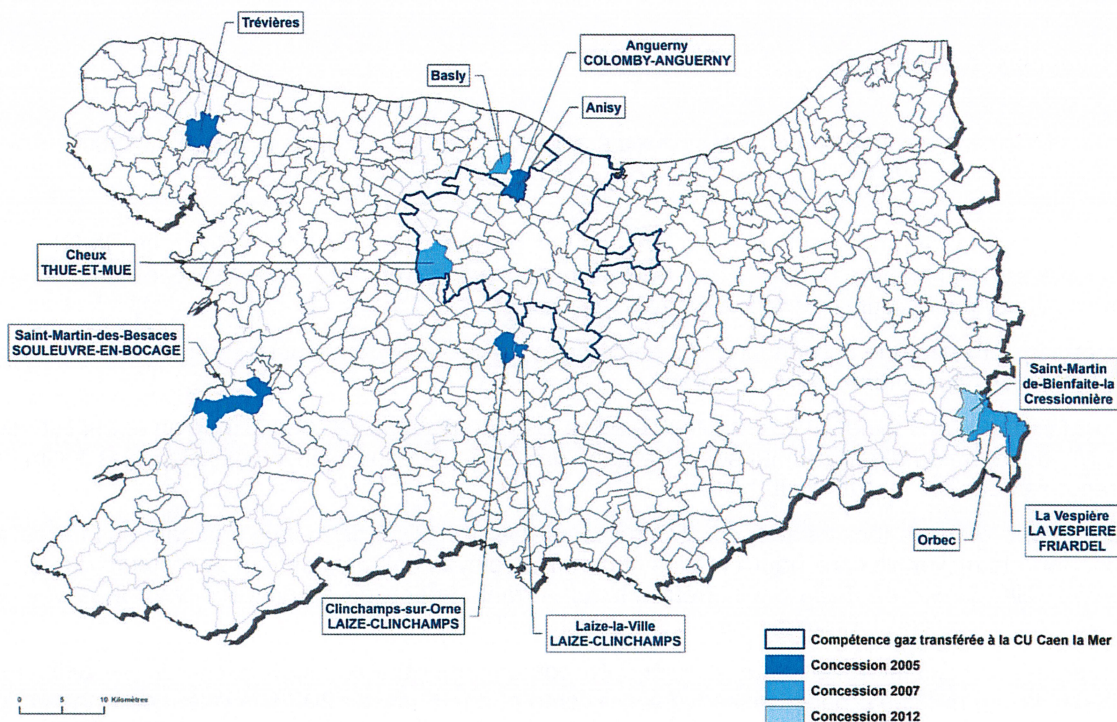 Trévières
Anguerny
COLOMBY-ANGUERNY
Basly
Anisy
Cheux
THUE-ET-MUE
Saint-Martin-des-Besaces
SOULEUVRE-EN-BOCAGE
Saint-Martin
de-Bienfaite-la
Cressionnière
La Vespière
LA VESPIERE
FRIARDEL
Orbec
Clinchamps-sur-Orne
LAIZE-CLINCHAMPS
Laize-la-Ville
LAIZE-CLINCHAMPS
Compétence gaz transférée à la CU Caen la Mer
Concession 2005
Concession 2007
Concession 2012
0 5 10 Kilomètres